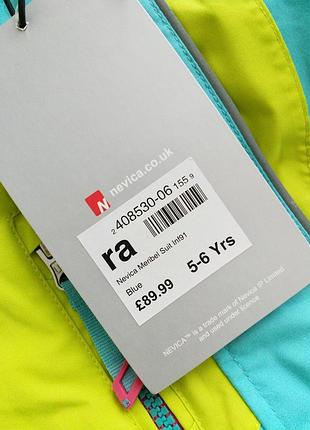 nevica.co.uk
N
2 408530-06 155 9
ra
Nevica Meribel Suit Inf91
Blue
£89.99
5-6 Yrs
NEVICA™ is a trade mark of Nevica IP Limited
and used under licence